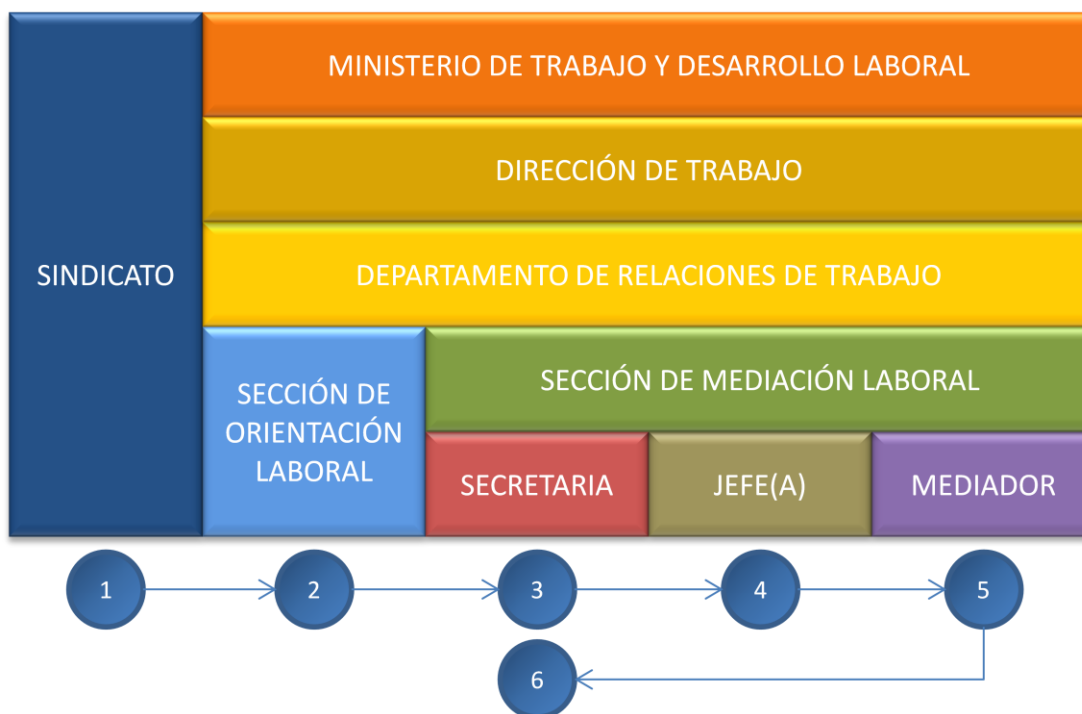 MINISTERIO DE TRABAJO Y DESARROLLO LABORAL
DIRECCIÓN DE TRABAJO
SINDICATO
DEPARTAMENTO DE RELACIONES DE TRABAJO
SECCIÓN DE
ORIENTACIÓN
LABORAL
SECCIÓN DE MEDIACIÓN LABORAL
SECRETARIA
JEFE(A)
MEDIADOR
1
2
3
4
5
6